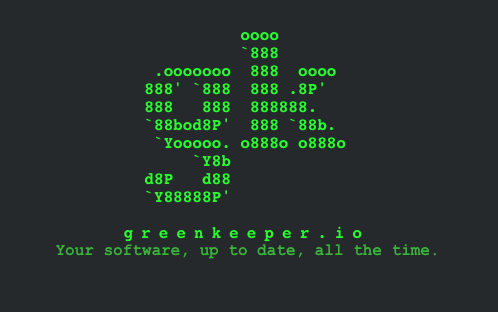 oooo
          `888
 .ooooooo  888  oooo
888' `888  888 .8P'
888   888  888888.
`88bod8P'  888 `88b.
 `Yooooo. o888o o888o
     `Y8b
d8P   d88
`Y88888P'
g r e e n k e e p e r . i o
Your software, up to date, all the time.